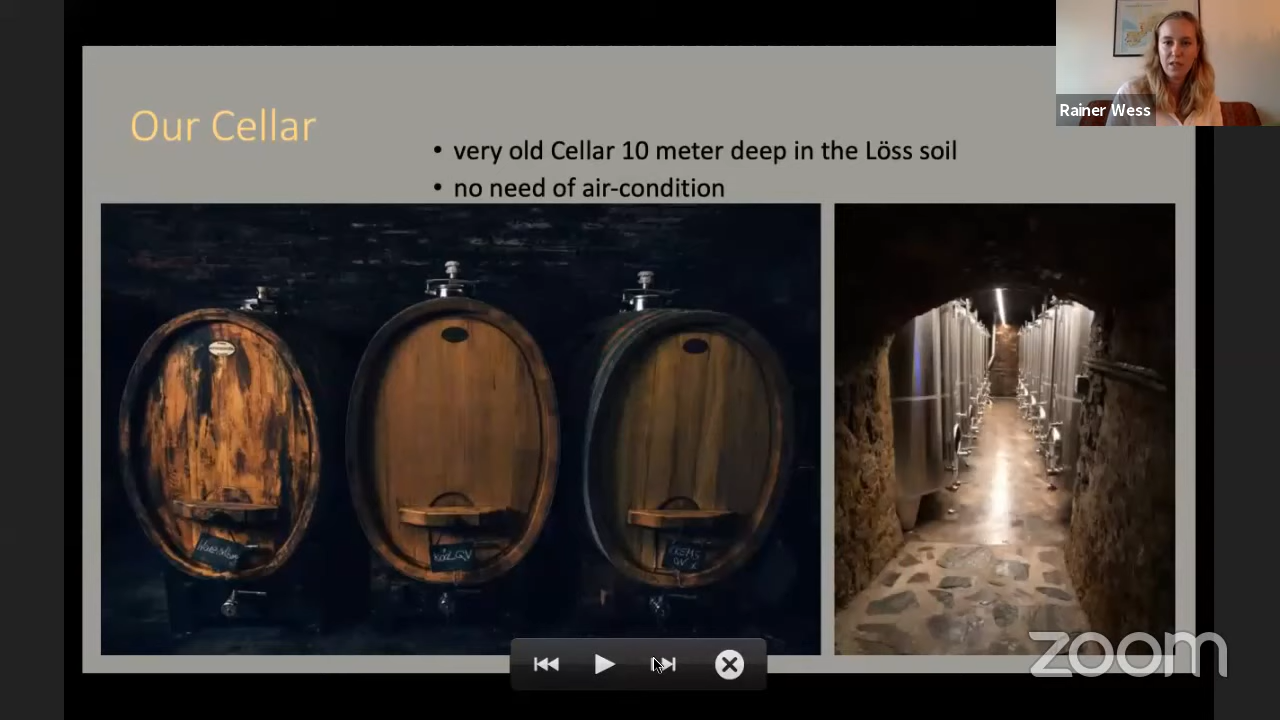 Our Cellar
• very old Cellar 10 meter deep in the Löss soil
• no need of air-condition
Rainer Wess
KREMS
zoom